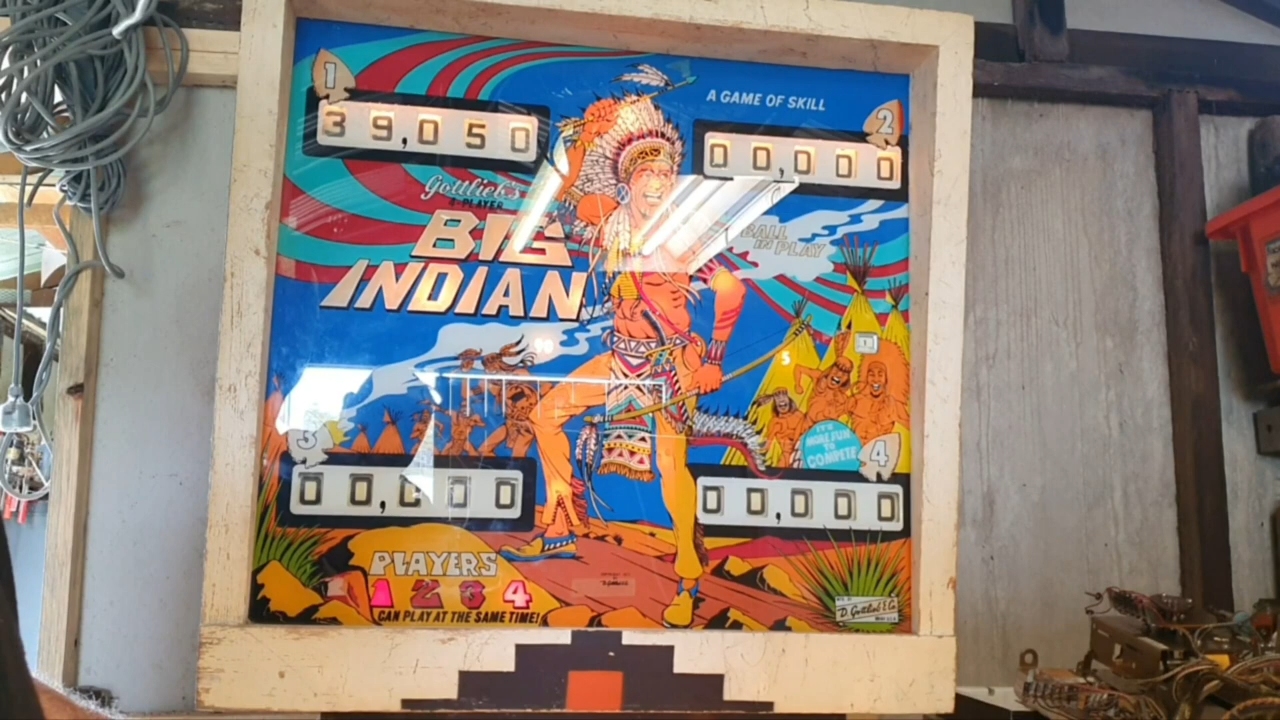 1
39,050
A GAME OF SKILL
2
00,000
Gottlieb's
4-PLAYER
BIG
INDIAN
BALL
IN PLAY
5
1
IT'S
MORE FUN
TO
COMPETE
3
00,000
4
00,000
PLAYERS
1 2 3 4
CAN PLAY AT THE SAME TIME!
D. Gottlieb & Co.